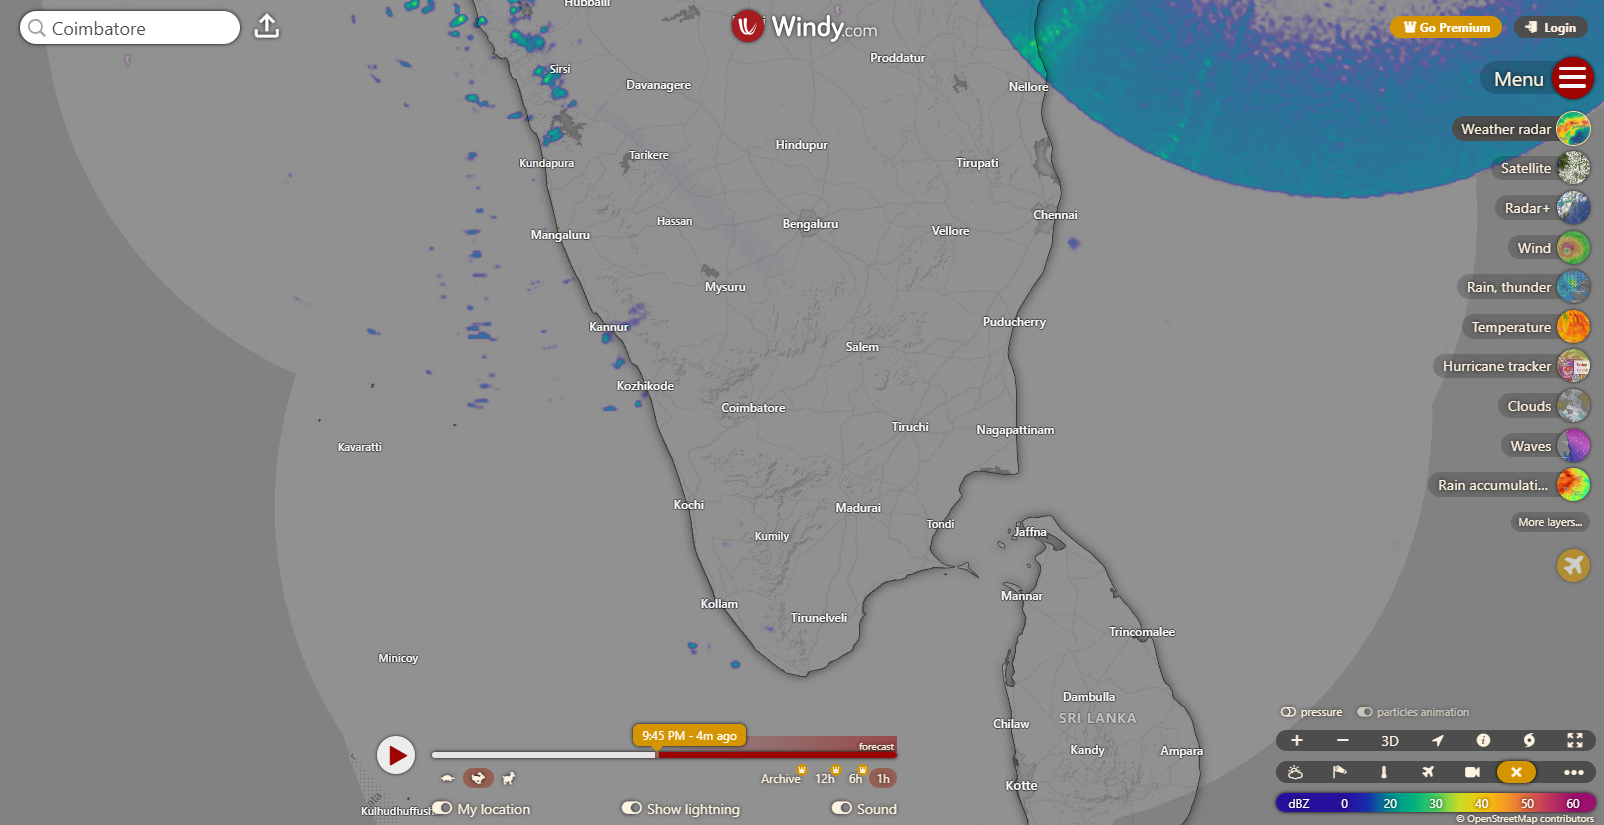 Coimbatore
Windy.com
Go Premium
Login
Menu
Weather radar
Satellite
Radar+
Wind
Rain, thunder
Temperature
Hurricane tracker
Clouds
Waves
Rain accumulati...
More layers...
Hubballi
Sirsi
Davanagere
Proddatur
Nellore
Hindupur
Kundapura
Tarikere
Tirupati
Hassan
Bengaluru
Vellore
Chennai
Mangaluru
Mysuru
Kannur
Puducherry
Salem
Kozhikode
Coimbatore
Tiruchi
Nagapattinam
Kavaratti
Kochi
Madurai
Tondi
Kumily
Jaffna
Mannar
Kollam
Tirunelveli
Trincomalee
Minicoy
Dambulla
SRI LANKA
Chilaw
Kandy
Ampara
Kotte
Kulhudhuffushi
9:45 PM - 4m ago
forecast
Archive 12h 6h 1h
My location
Show lightning
Sound
pressure
particles animation
+ − 3D
dBZ 0 20 30 40 50 60
© OpenStreetMap contributors